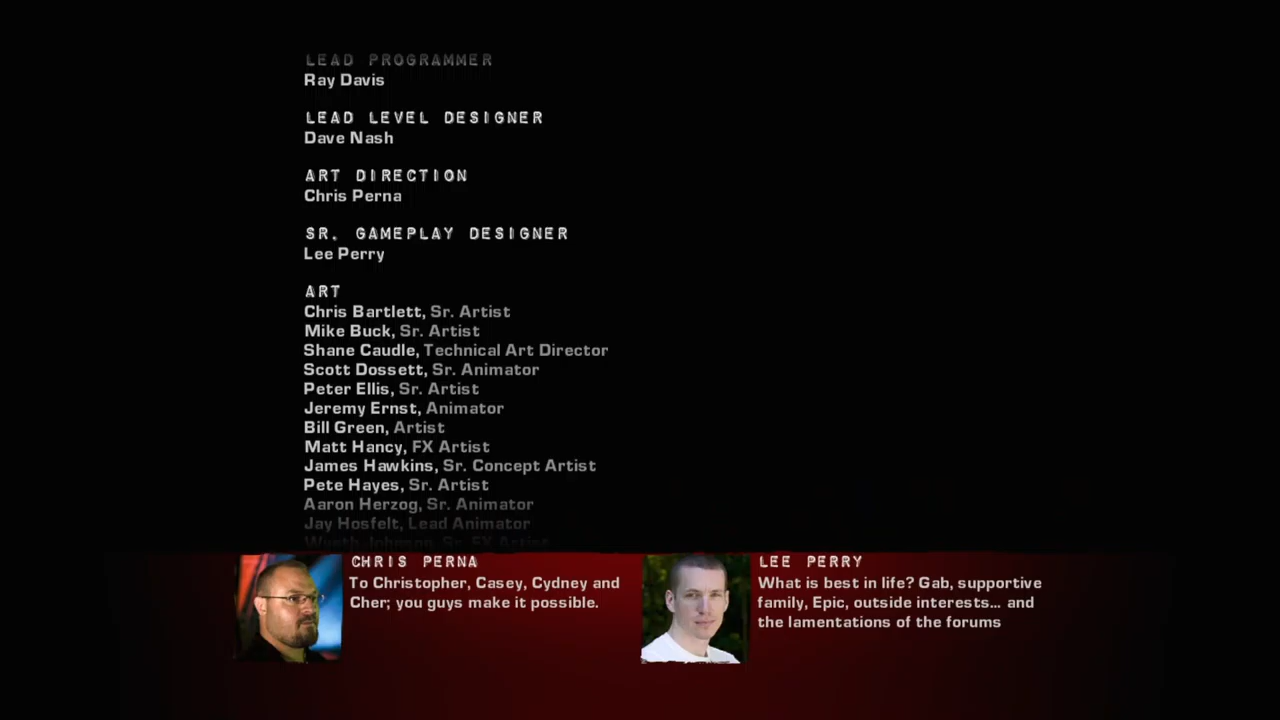 LEAD PROGRAMMER
Ray Davis
LEAD LEVEL DESIGNER
Dave Nash
ART DIRECTION
Chris Perna
SR. GAMEPLAY DESIGNER
Lee Perry
ART
Chris Bartlett, Sr. Artist
Mike Buck, Sr. Artist
Shane Caudle, Technical Art Director
Scott Dossett, Sr. Animator
Peter Ellis, Sr. Artist
Jeremy Ernst, Animator
Bill Green, Artist
Matt Hancy, FX Artist
James Hawkins, Sr. Concept Artist
Pete Hayes, Sr. Artist
Aaron Herzog, Sr. Animator
Jay Hosfelt, Lead Animator
Wyeth Johnson, Sr. FX Artist
CHRIS PERNA
To Christopher, Casey, Cydney and
Cher; you guys make it possible.
LEE PERRY
What is best in life? Gab, supportive
family, Epic, outside interests... and
the lamentations of the forums